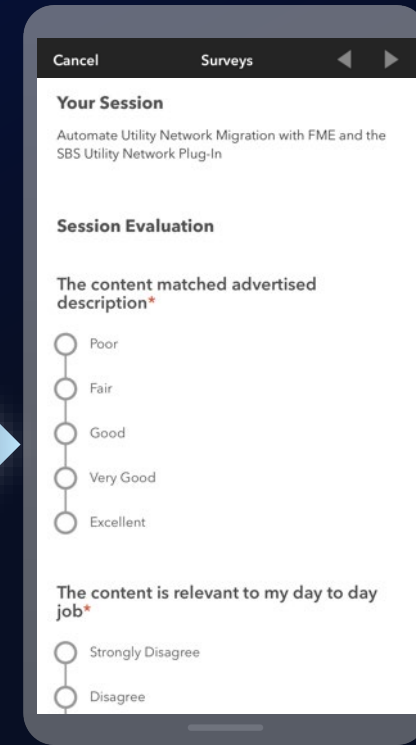 Cancel Surveys
Your Session
Automate Utility Network Migration with FME and the
SBS Utility Network Plug-In
Session Evaluation
The content matched advertised
description*
Poor
Fair
Good
Very Good
Excellent
The content is relevant to my day to day
job*
Strongly Disagree
Disagree